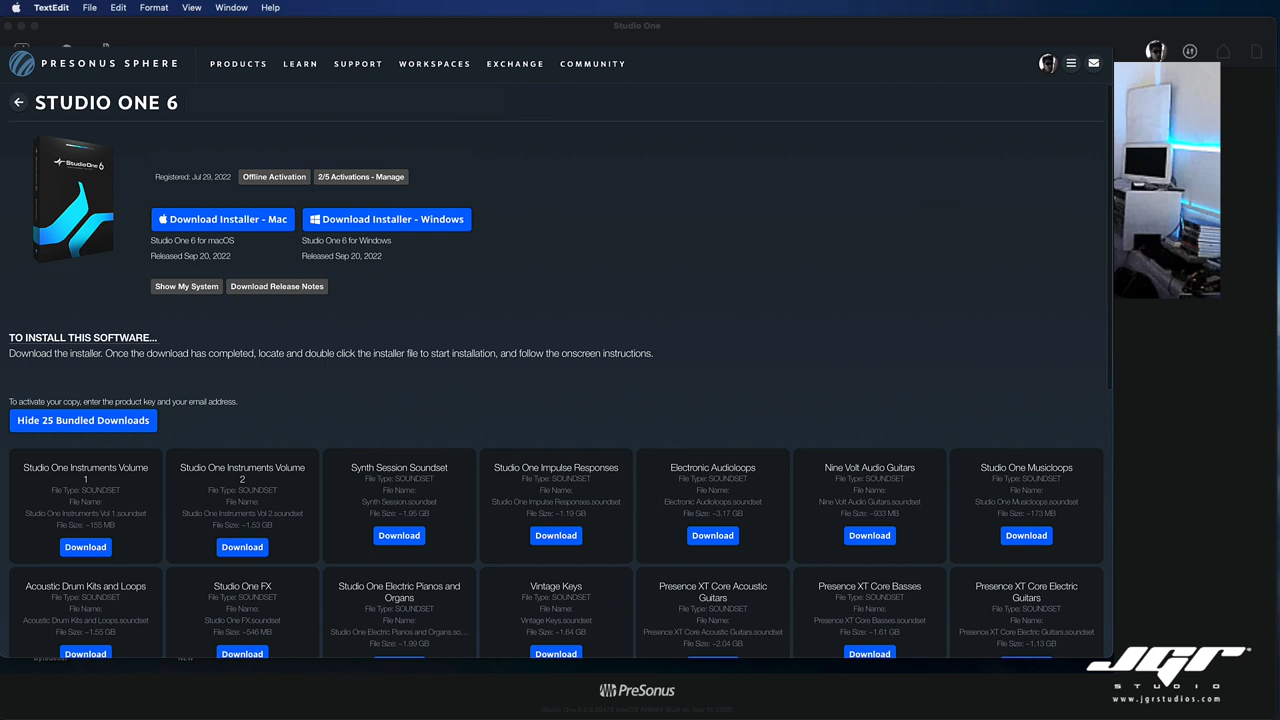 TextEdit File Edit Format View Window Help
Studio One
PRESONUS SPHERE PRODUCTS LEARN SUPPORT WORKSPACES EXCHANGE COMMUNITY
STUDIO ONE 6
StudioOne 6
Registered: Jul 29, 2022 Offline Activation 2/5 Activations - Manage
Download Installer - Mac Download Installer - Windows
Studio One 6 for macOS Studio One 6 for Windows
Released Sep 20, 2022 Released Sep 20, 2022
Show My System Download Release Notes
TO INSTALL THIS SOFTWARE...
Download the installer. Once the download has completed, locate and double click the installer file to start installation, and follow the onscreen instructions.
To activate your copy, enter the product key and your email address.
Hide 25 Bundled Downloads
Studio One Instruments Volume
1
File Type: SOUNDSET
File Name:
Studio One Instruments Vol 1.soundset
File Size: ~155 MB
Download
Studio One Instruments Volume
2
File Type: SOUNDSET
File Name:
Studio One Instruments Vol 2.soundset
File Size: ~1.53 GB
Download
Synth Session Soundset
File Type: SOUNDSET
File Name:
Synth Session.soundset
File Size: ~1.95 GB
Download
Studio One Impulse Responses
File Type: SOUNDSET
File Name:
Studio One Impulse Responses.soundset
File Size: ~1.19 GB
Download
Electronic Audioloops
File Type: SOUNDSET
File Name:
Electronic Audioloops.soundset
File Size: ~3.17 GB
Download
Nine Volt Audio Guitars
File Type: SOUNDSET
File Name:
Nine Volt Audio Guitars.soundset
File Size: ~933 MB
Download
Studio One Musicloops
File Type: SOUNDSET
File Name:
Studio One Musicloops.soundset
File Size: ~173 MB
Download
Acoustic Drum Kits and Loops
File Type: SOUNDSET
File Name:
Acoustic Drum Kits and Loops.soundset
File Size: ~1.55 GB
Download
Studio One FX
File Type: SOUNDSET
File Name:
Studio One FX.soundset
File Size: ~546 MB
Download
Studio One Electric Pianos and
Organs
File Type: SOUNDSET
File Name:
Studio One Electric Pianos and Organs.so...
File Size: ~1.99 GB
Vintage Keys
File Type: SOUNDSET
File Name:
Vintage Keys.soundset
File Size: ~1.64 GB
Download
Presence XT Core Acoustic
Guitars
File Type: SOUNDSET
File Name:
Presence XT Core Acoustic Guitars.soundset
File Size: ~2.04 GB
Presence XT Core Basses
File Type: SOUNDSET
File Name:
Presence XT Core Basses.soundset
File Size: ~1.61 GB
Download
Presence XT Core Electric
Guitars
File Type: SOUNDSET
File Name:
Presence XT Core Electric Guitars.soundset
File Size: ~1.13 GB
PreSonus
JGR
STUDIO
www.jgrstudios.com